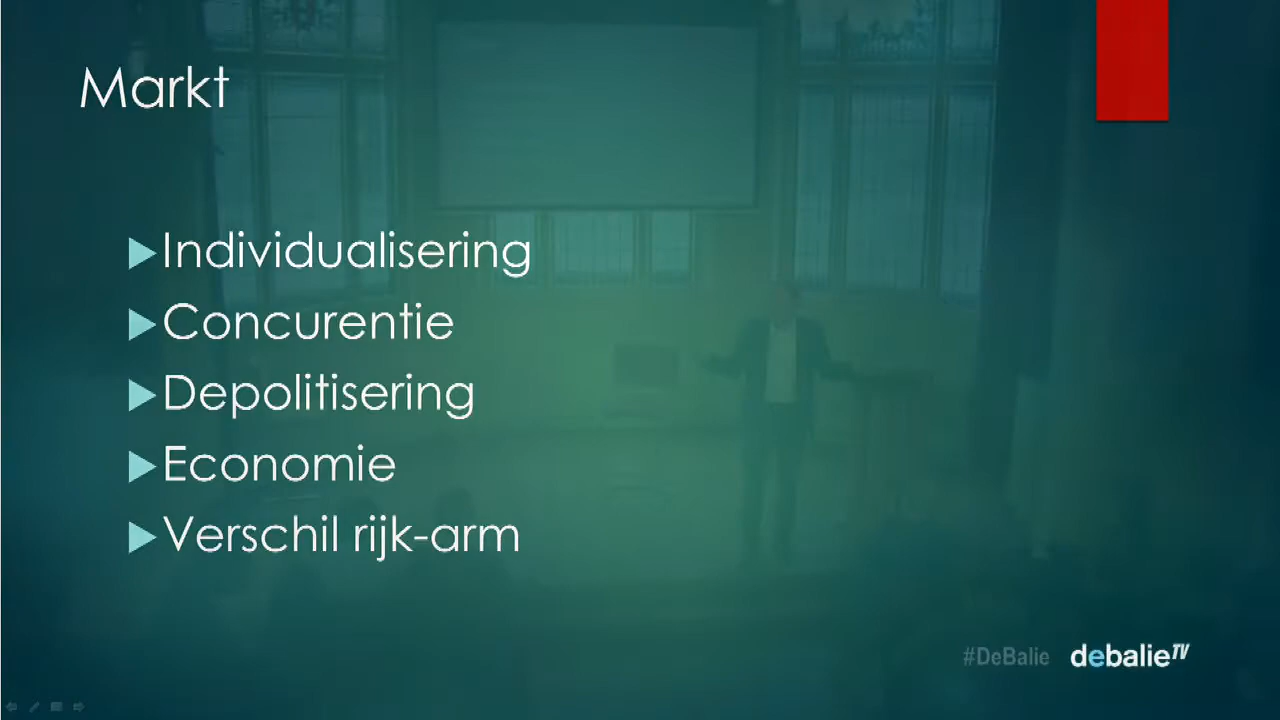 Markt
Individualisering
Concurentie
Depolitisering
Economie
Verschil rijk-arm
#DeBalie debalieTV